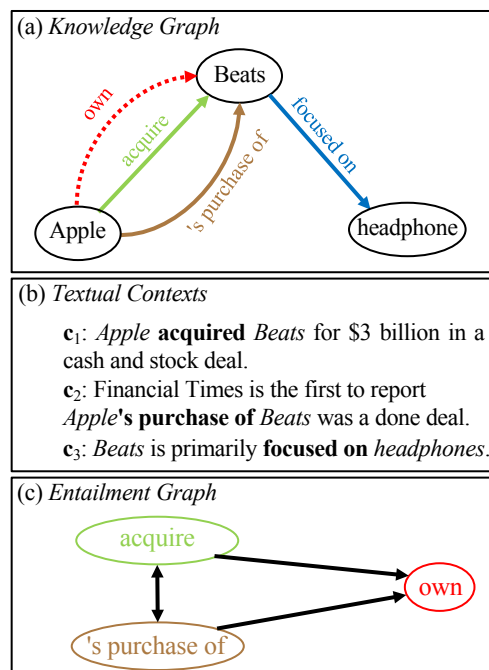 (a) Knowledge Graph
Beats
own
acquire
's purchase of
focused on
Apple
headphone
(b) Textual Contexts
c1: Apple acquired Beats for $3 billion in a
cash and stock deal.
c2: Financial Times is the first to report
Apple's purchase of Beats was a done deal.
c3: Beats is primarily focused on headphones.
(c) Entailment Graph
acquire
own
's purchase of